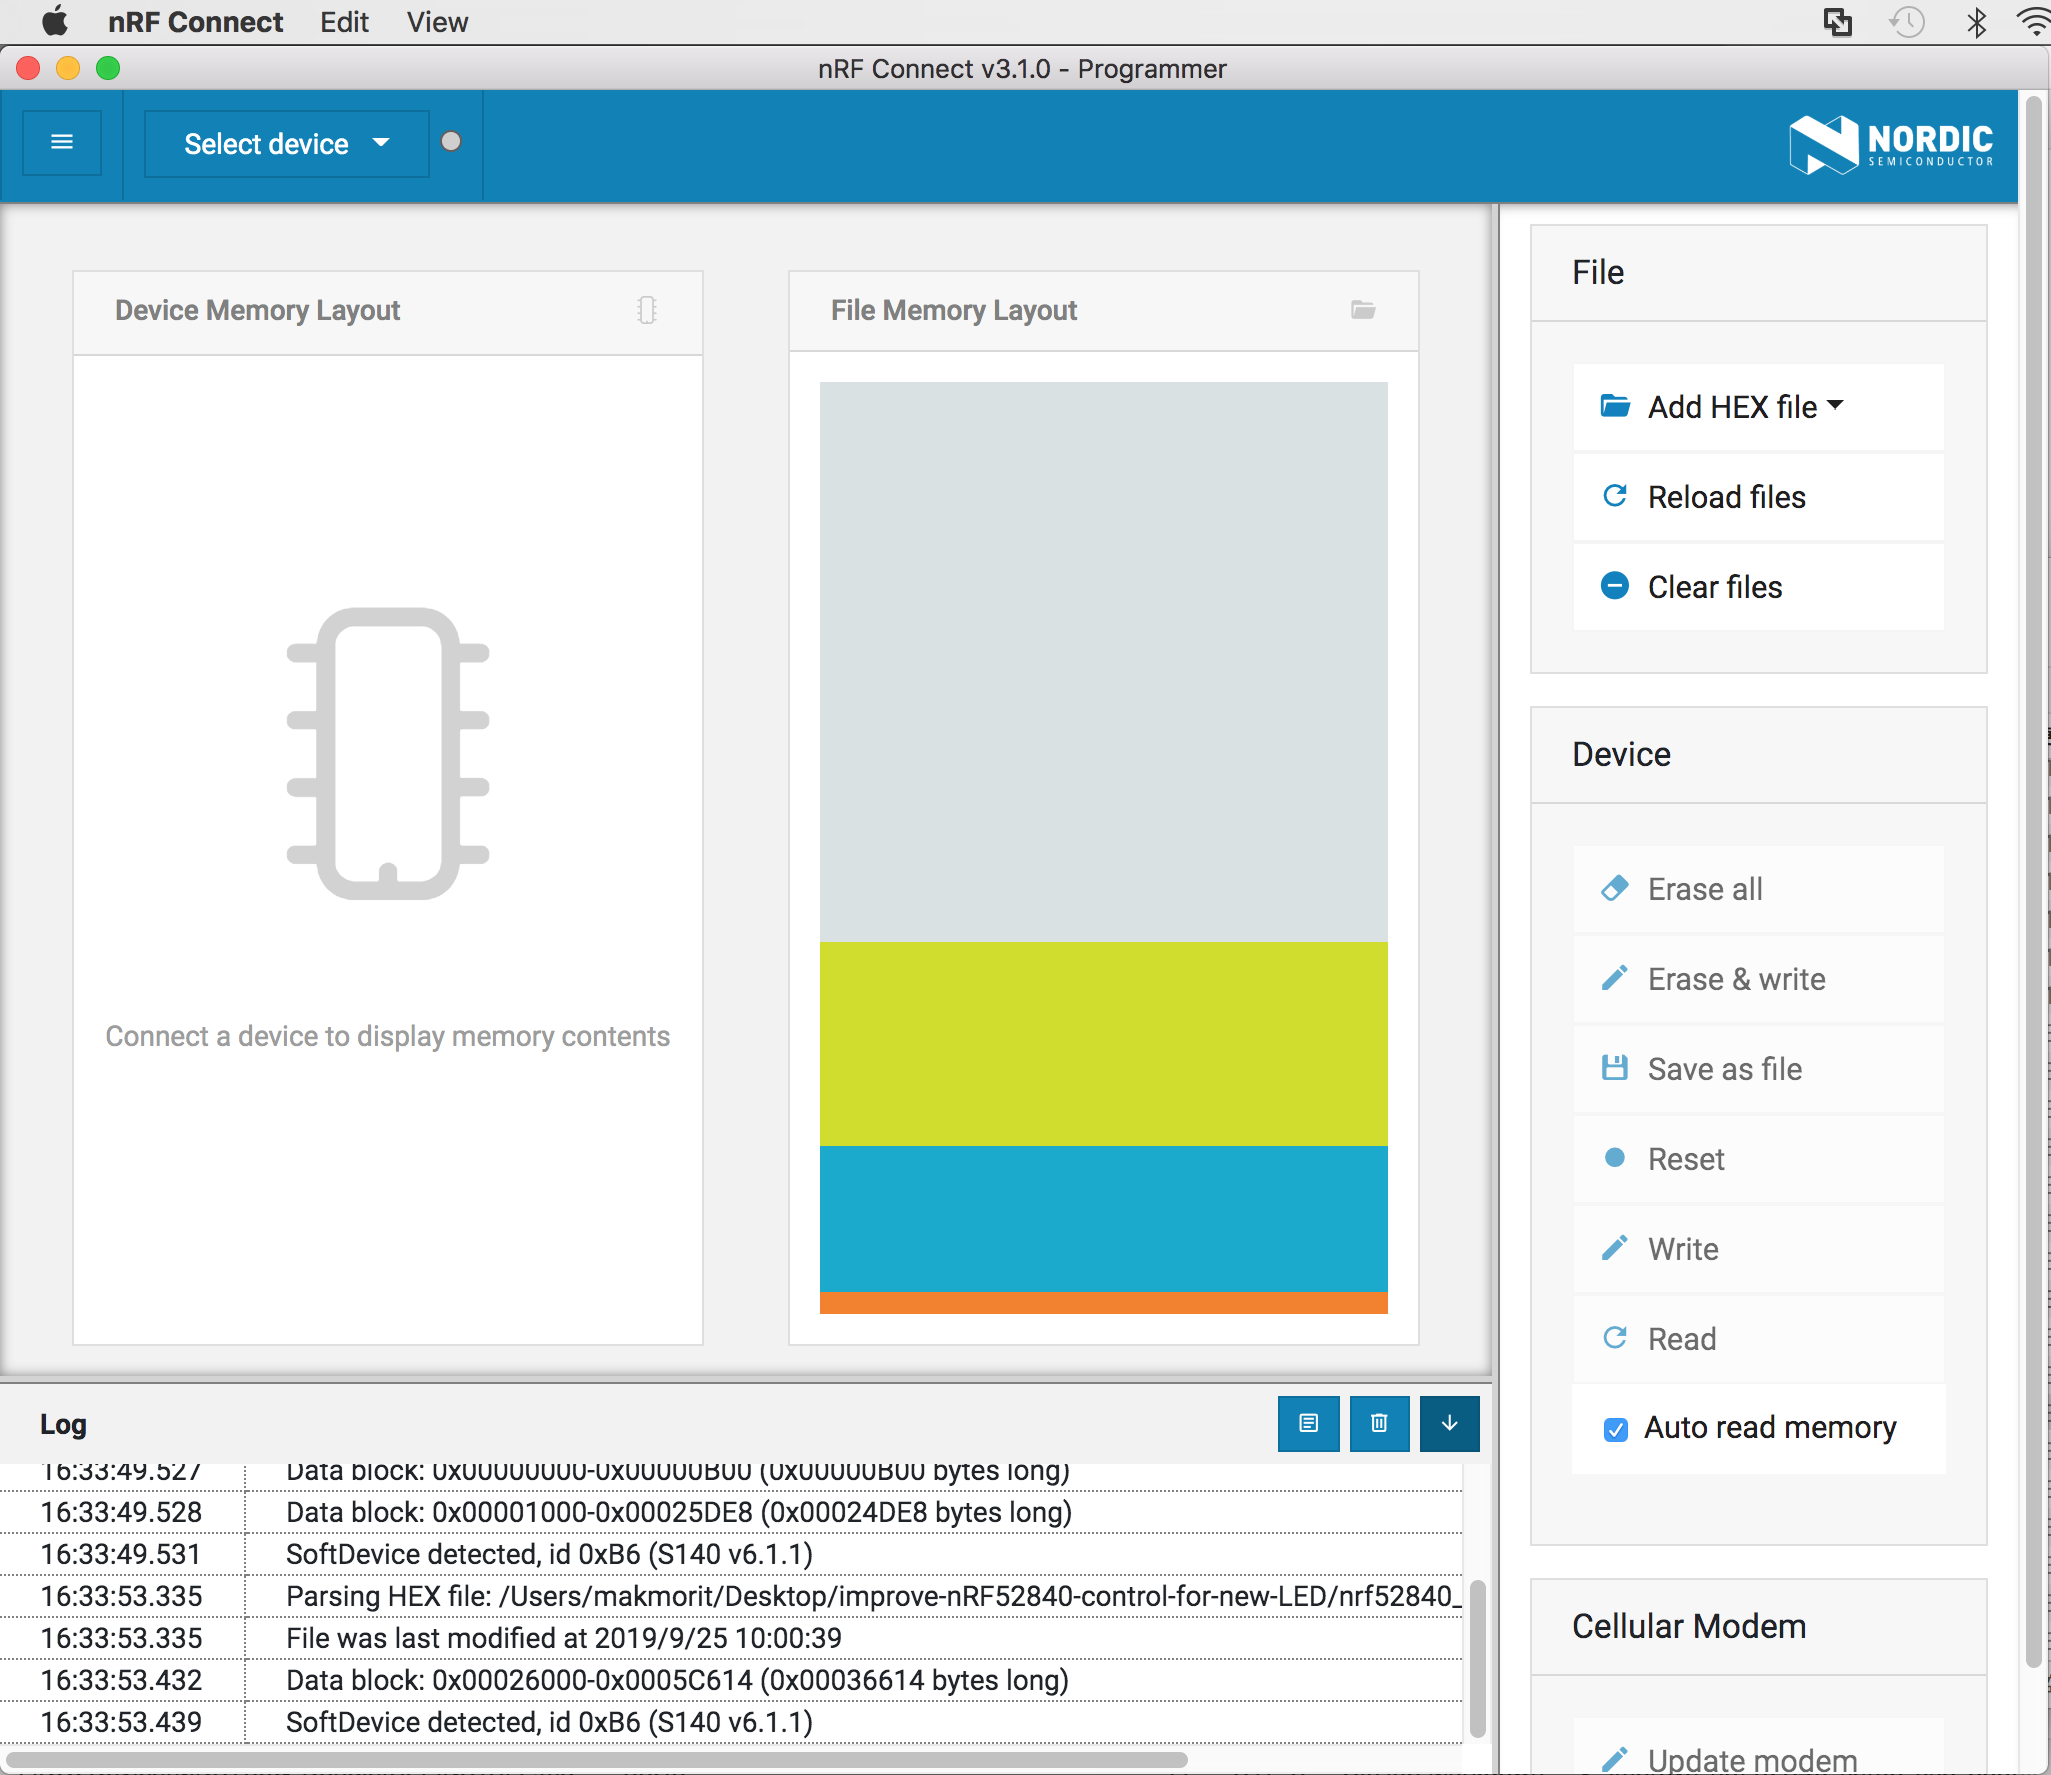 nRF Connect Edit View
nRF Connect v3.1.0 - Programmer
Select device
NORDIC
SEMICONDUCTOR
Device Memory Layout
Connect a device to display memory contents
File Memory Layout
File
Add HEX file
Reload files
Clear files
Device
Erase all
Erase & write
Save as file
Reset
Write
Read
Auto read memory
Cellular Modem
Update modem
Log
16:33:49.527 Data block: 0x00000000-0x00000B00 (0x00000B00 bytes long)
16:33:49.528 Data block: 0x00001000-0x00025DE8 (0x00024DE8 bytes long)
16:33:49.531 SoftDevice detected, id 0xB6 (S140 v6.1.1)
16:33:53.335 Parsing HEX file: /Users/makmorit/Desktop/improve-nRF52840-control-for-new-LED/nrf52840_
16:33:53.335 File was last modified at 2019/9/25 10:00:39
16:33:53.432 Data block: 0x00026000-0x0005C614 (0x00036614 bytes long)
16:33:53.439 SoftDevice detected, id 0xB6 (S140 v6.1.1)